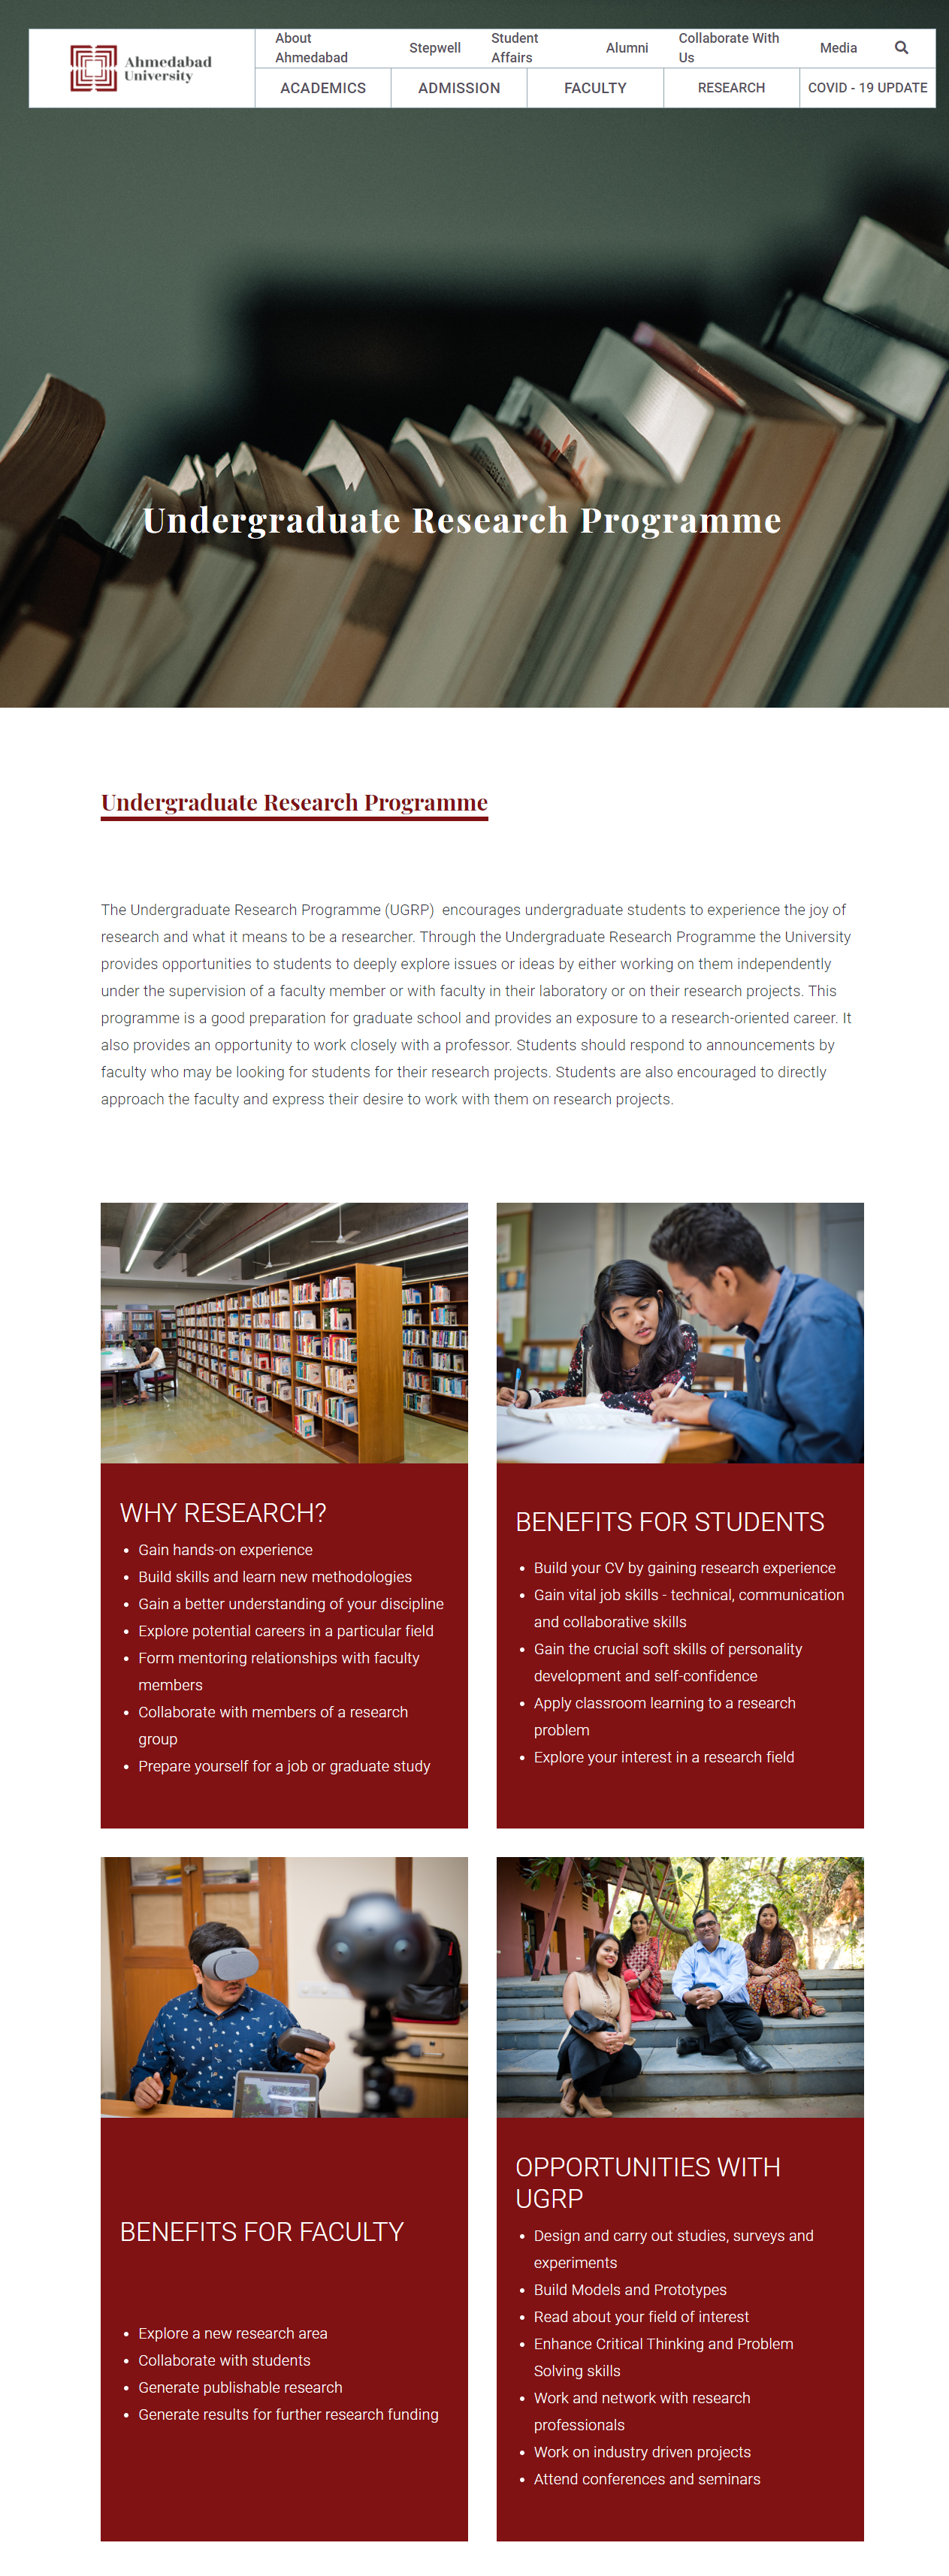 Ahmedabad
University
About
Ahmedabad
Stepwell
Student
Affairs
Alumni
Collaborate With
Us
Media
ACADEMICS
ADMISSION
FACULTY
RESEARCH
COVID - 19 UPDATE
Undergraduate Research Programme
Undergraduate Research Programme
The Undergraduate Research Programme (UGRP)  encourages undergraduate students to experience the joy of
research and what it means to be a researcher. Through the Undergraduate Research Programme the University
provides opportunities to students to deeply explore issues or ideas by either working on them independently
under the supervision of a faculty member or with faculty in their laboratory or on their research projects. This
programme is a good preparation for graduate school and provides an exposure to a research-oriented career. It
also provides an opportunity to work closely with a professor. Students should respond to announcements by
faculty who may be looking for students for their research projects. Students are also encouraged to directly
approach the faculty and express their desire to work with them on research projects.
WHY RESEARCH?
• Gain hands-on experience
• Build skills and learn new methodologies
• Gain a better understanding of your discipline
• Explore potential careers in a particular field
• Form mentoring relationships with faculty
members
• Collaborate with members of a research
group
• Prepare yourself for a job or graduate study
BENEFITS FOR STUDENTS
• Build your CV by gaining research experience
• Gain vital job skills - technical, communication
and collaborative skills
• Gain the crucial soft skills of personality
development and self-confidence
• Apply classroom learning to a research
problem
• Explore your interest in a research field
BENEFITS FOR FACULTY
• Explore a new research area
• Collaborate with students
• Generate publishable research
• Generate results for further research funding
OPPORTUNITIES WITH
UGRP
• Design and carry out studies, surveys and
experiments
• Build Models and Prototypes
• Read about your field of interest
• Enhance Critical Thinking and Problem
Solving skills
• Work and network with research
professionals
• Work on industry driven projects
• Attend conferences and seminars